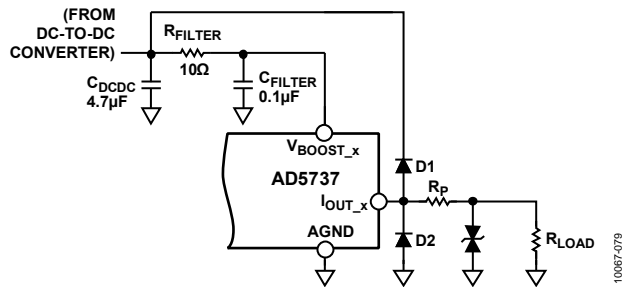 (FROM
DC-TO-DC
CONVERTER)
RFILTER
10Ω
CDCDC
4.7µF
CFILTER
0.1µF
VBOOST_x
AD5737
IOUT_x
AGND
D1
D2
RP
RLOAD
10067-079